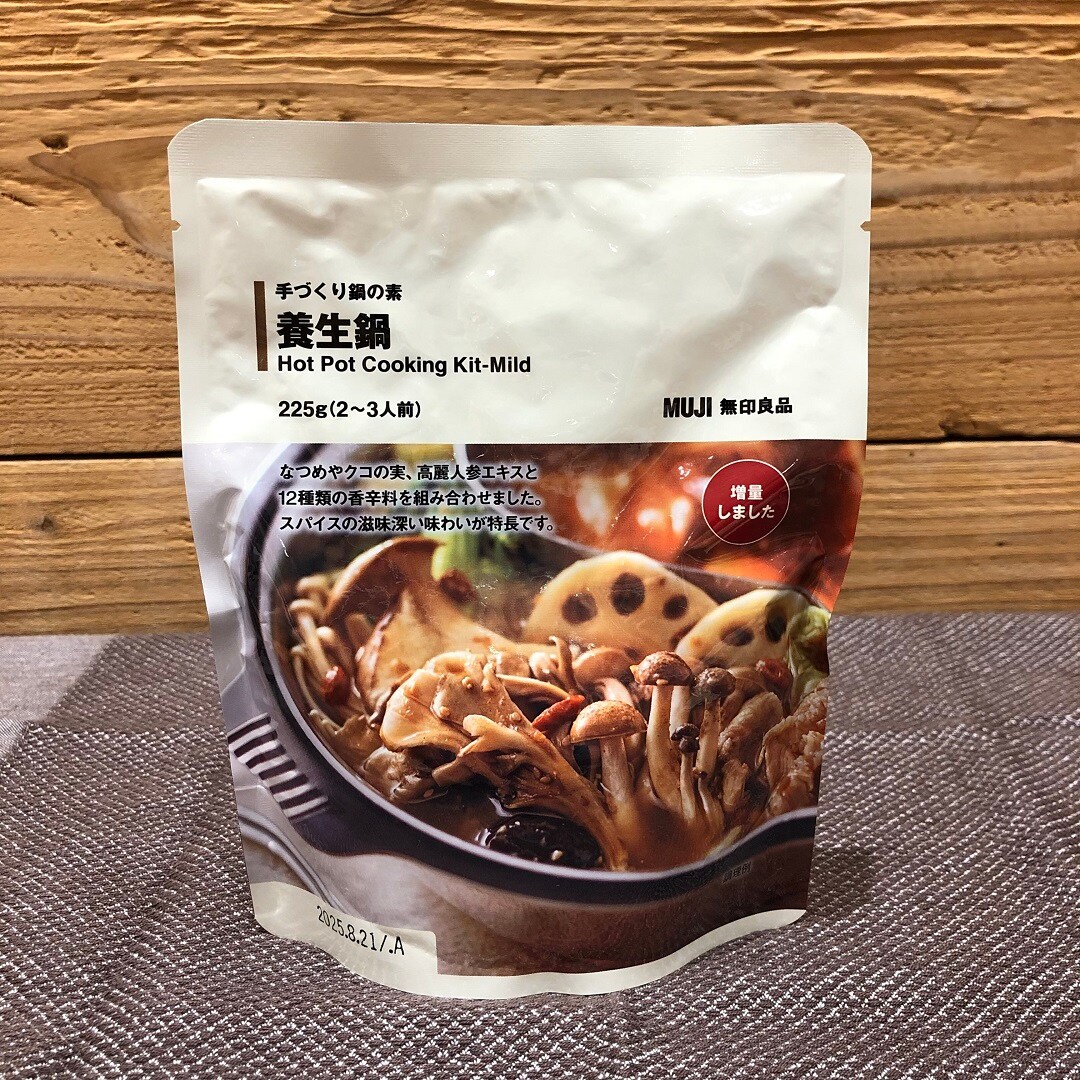 手づくり鍋の素
養生鍋
Hot Pot Cooking Kit-Mild
225g(2〜3人前)
MUJI 無印良品
なつめやクコの実、高麗人参エキスと
12種類の香辛料を組み合わせました。
スパイスの滋味深い味わいが特長です。
増量
しました
調理例
2025.8.21/.A